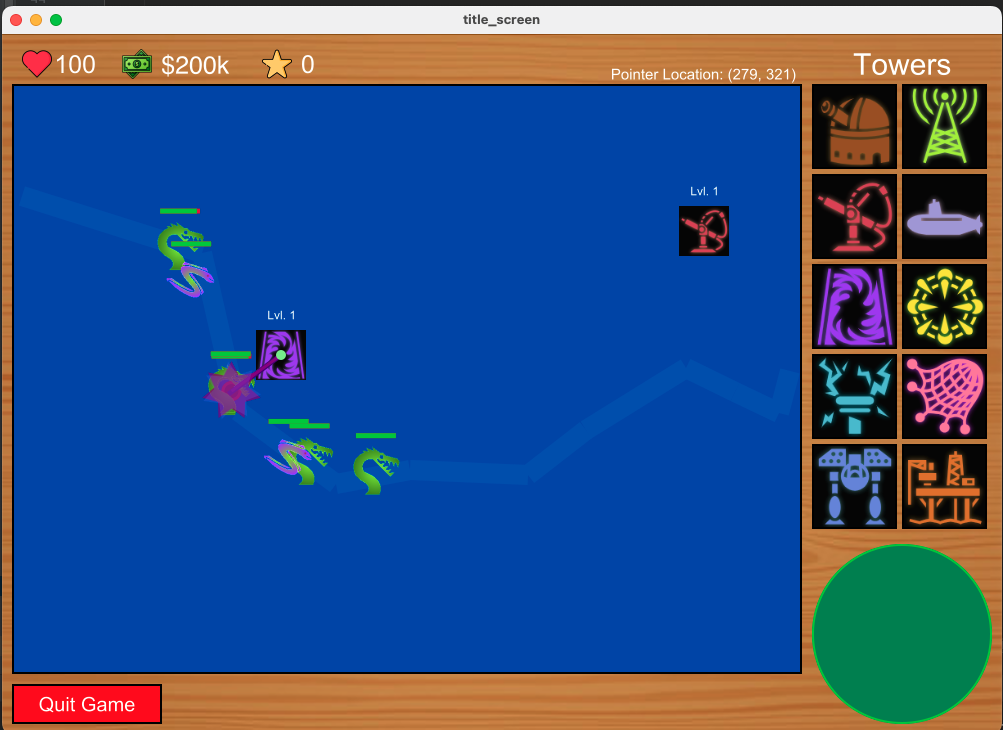 title_screen
100
$200k
0
Pointer Location: (279, 321)
Towers
Lvl. 1
Lvl. 1
Quit Game